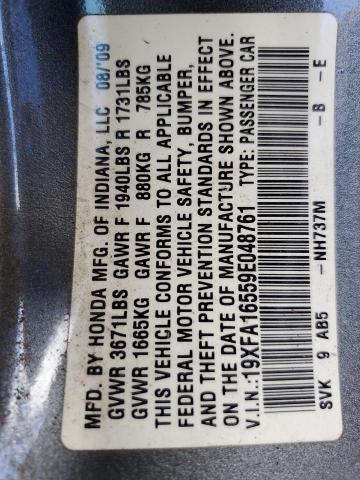 MFD. BY HONDA MFG. OF INDIANA, LLC 08/'09
GVWR 3671LBS GAWR F 1940LBS R 1731LBS
GVWR 1665KG GAWR F 880KG R 785KG
THIS VEHICLE CONFORMS TO ALL APPLICABLE
FEDERAL MOTOR VEHICLE SAFETY, BUMPER,
AND THEFT PREVENTION STANDARDS IN EFFECT
ON THE DATE OF MANUFACTURE SHOWN ABOVE.
V.I.N.:19XFA16559E048761 TYPE: PASSENGER CAR
SVK 9 AB5 -NH737M -B -E